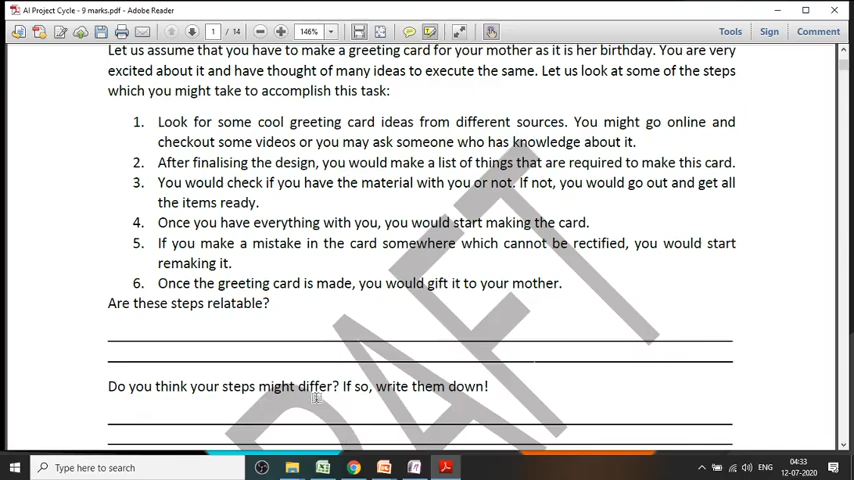 AI Project Cycle - 9 marks.pdf - Adobe Reader
1 / 14
146%
Tools
Sign
Comment
Let us assume that you have to make a greeting card for your mother as it is her birthday. You are very
excited about it and have thought of many ideas to execute the same. Let us look at some of the steps
which you might take to accomplish this task:
1. Look for some cool greeting card ideas from different sources. You might go online and
checkout some videos or you may ask someone who has knowledge about it.
2. After finalising the design, you would make a list of things that are required to make this card.
3. You would check if you have the material with you or not. If not, you would go out and get all
the items ready.
4. Once you have everything with you, you would start making the card.
5. If you make a mistake in the card somewhere which cannot be rectified, you would start
remaking it.
6. Once the greeting card is made, you would gift it to your mother.
Are these steps relatable?
Do you think your steps might differ? If so, write them down!
DRAFT
Type here to search
ENG
04:33
12-07-2020